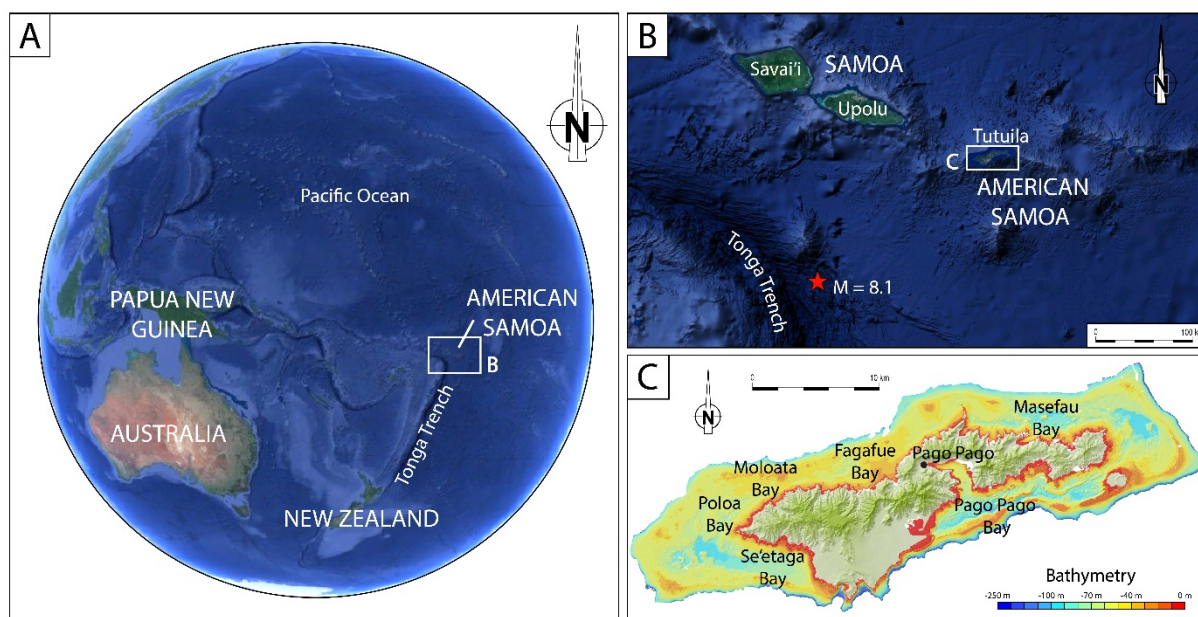 A
N
Pacific Ocean
PAPUA NEW
GUINEA
AMERICAN
SAMOA
B
Tonga Trench
AUSTRALIA
NEW ZEALAND
B
N
Savai'i
SAMOA
Upolu
Tutuila
C
AMERICAN
SAMOA
Tonga Trench
M = 8.1
0
100 km
C
N
0
10 km
Masefau
Bay
Fagafue
Bay
Pago Pago
Moloata
Bay
Poloa
Bay
Pago Pago
Bay
Se'etaga
Bay
Bathymetry
-250 m
-100 m
-70 m
-40 m
0 m